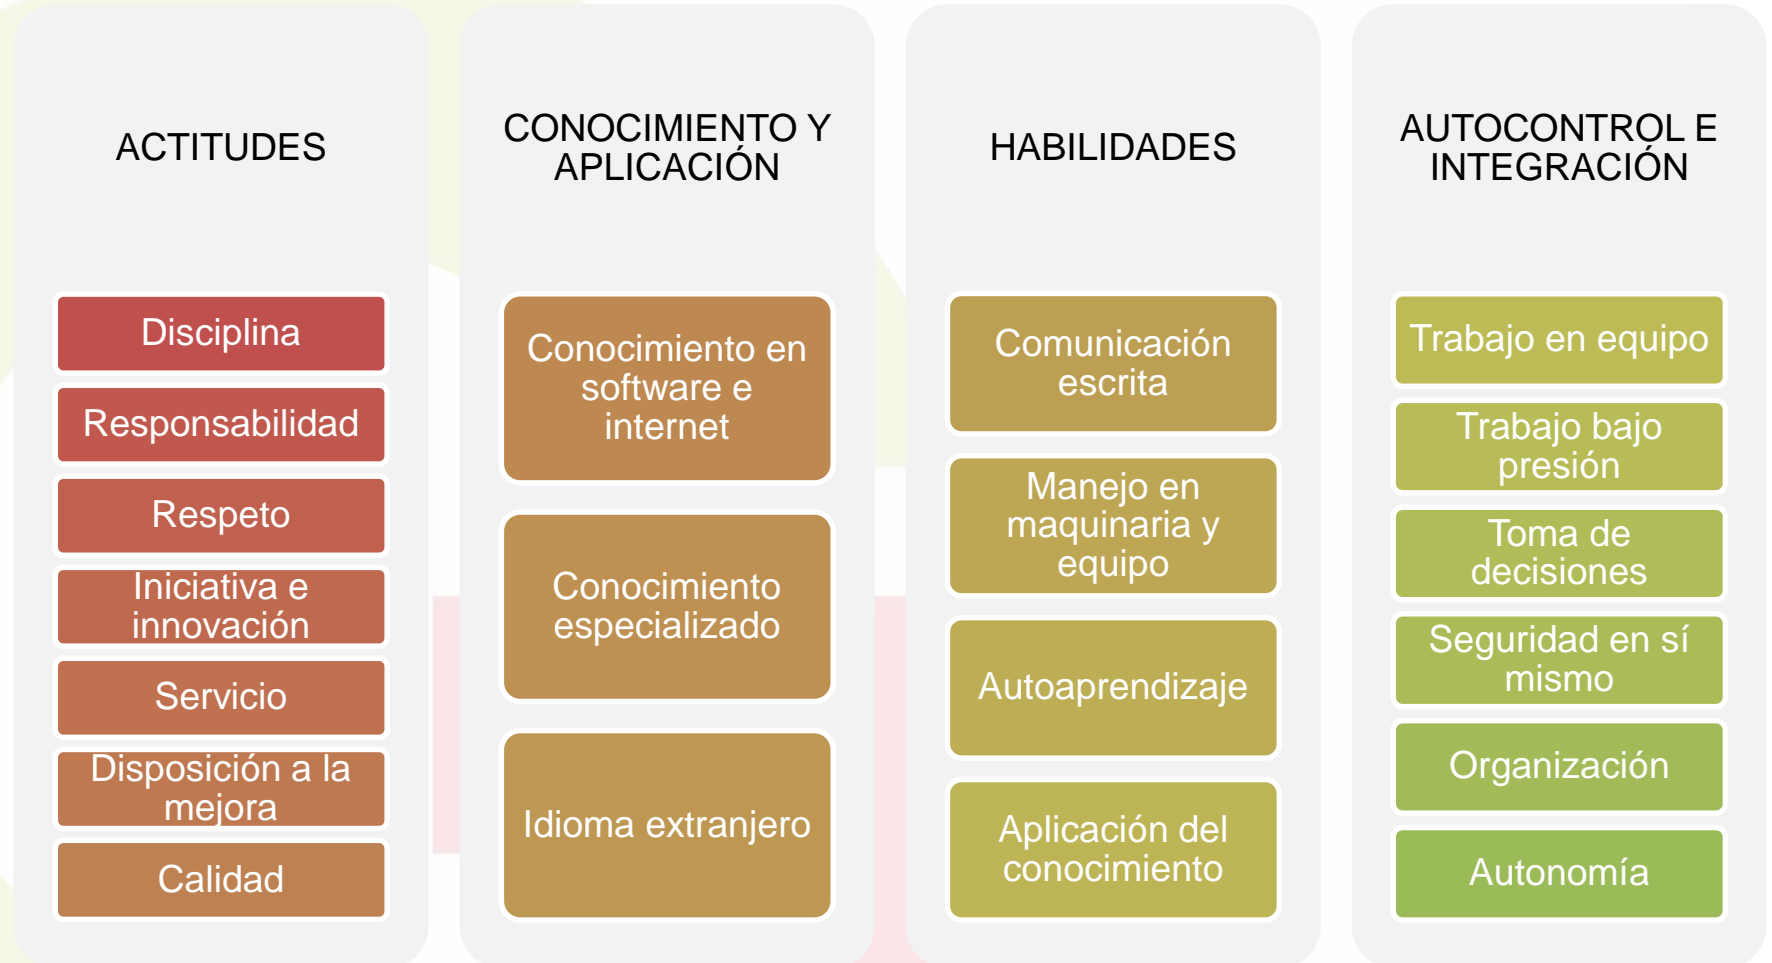 ACTITUDES
Disciplina
Responsabilidad
Respeto
Iniciativa e
innovación
Servicio
Disposición a la
mejora
Calidad
CONOCIMIENTO Y
APLICACIÓN
Conocimiento en
software e
internet
Conocimiento
especializado
Idioma extranjero
HABILIDADES
Comunicación
escrita
Manejo en
maquinaria y
equipo
Autoaprendizaje
Aplicación del
conocimiento
AUTOCONTROL E
INTEGRACIÓN
Trabajo en equipo
Trabajo bajo
presión
Toma de
decisiones
Seguridad en sí
mismo
Organización
Autonomía